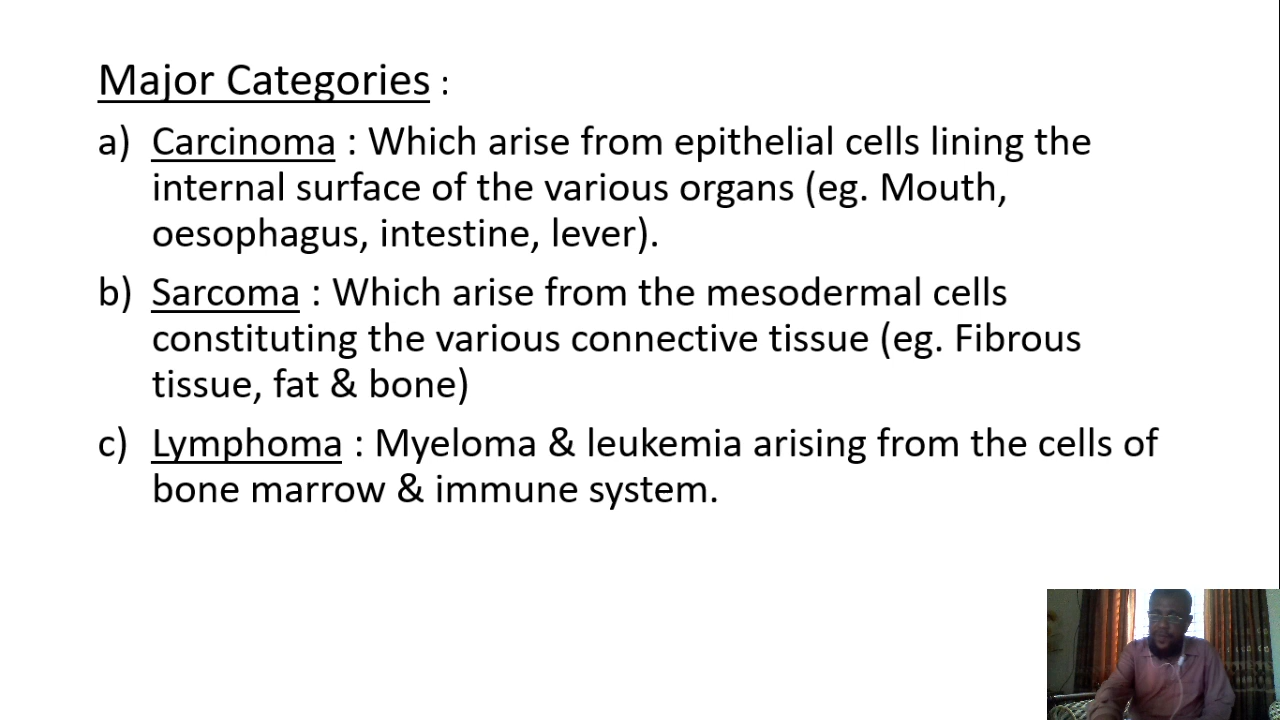 Major Categories :
a) Carcinoma : Which arise from epithelial cells lining the
internal surface of the various organs (eg. Mouth,
oesophagus, intestine, lever).
b) Sarcoma : Which arise from the mesodermal cells
constituting the various connective tissue (eg. Fibrous
tissue, fat & bone)
c) Lymphoma : Myeloma & leukemia arising from the cells of
bone marrow & immune system.